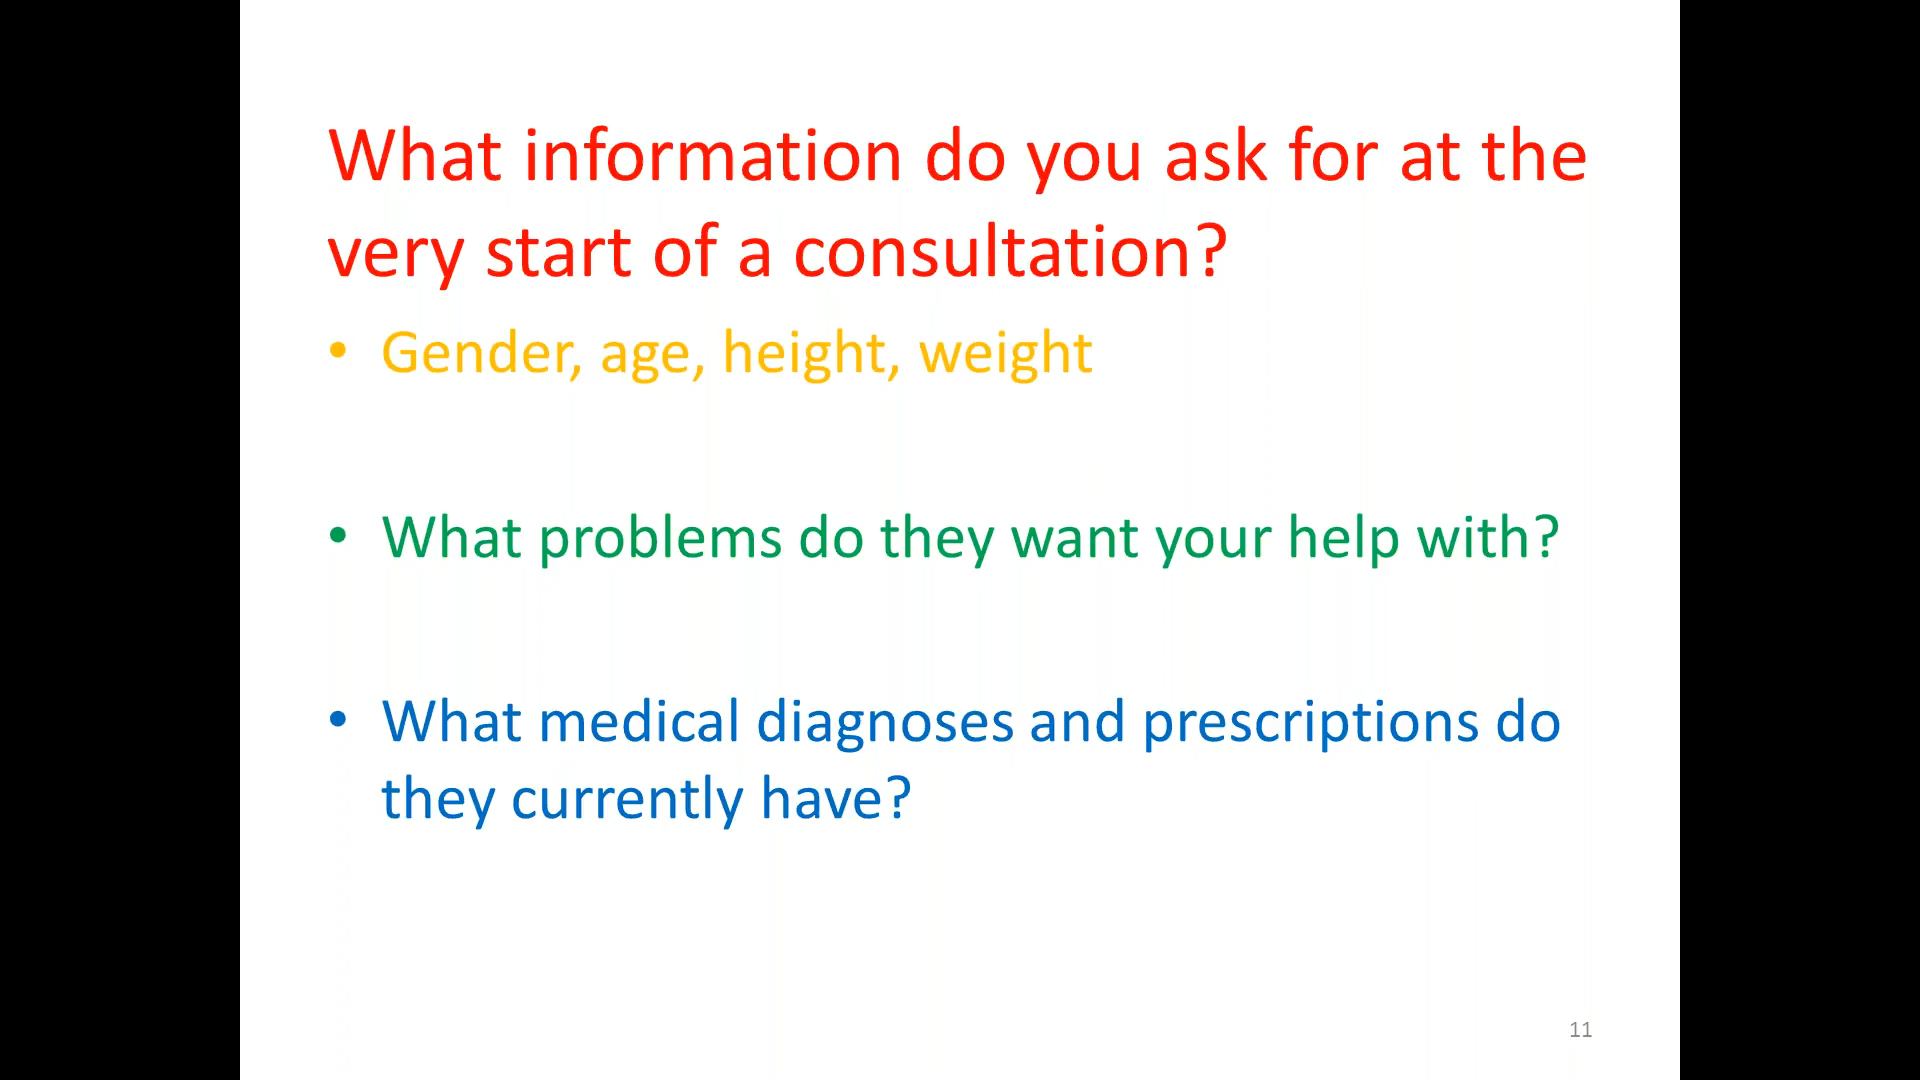 What information do you ask for at the
very start of a consultation?
• Gender, age, height, weight
• What problems do they want your help with?
• What medical diagnoses and prescriptions do
they currently have?
11